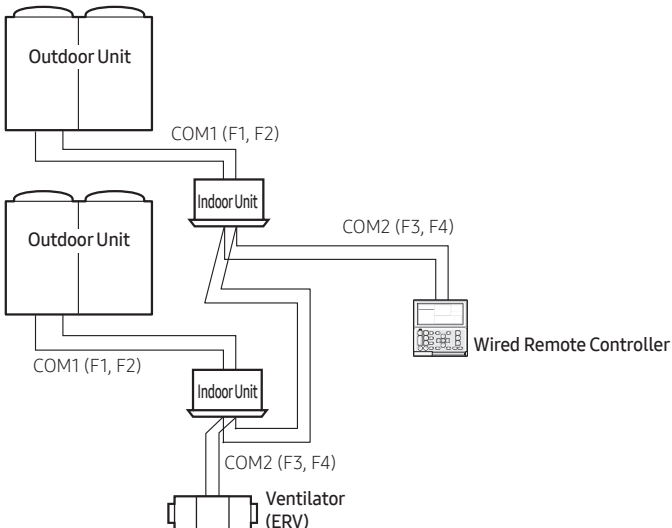 Outdoor Unit
COM1 (F1, F2)
Indoor Unit
COM2 (F3, F4)
Outdoor Unit
Wired Remote Controller
COM1 (F1, F2)
Indoor Unit
COM2 (F3, F4)
Ventilator
(ERV)